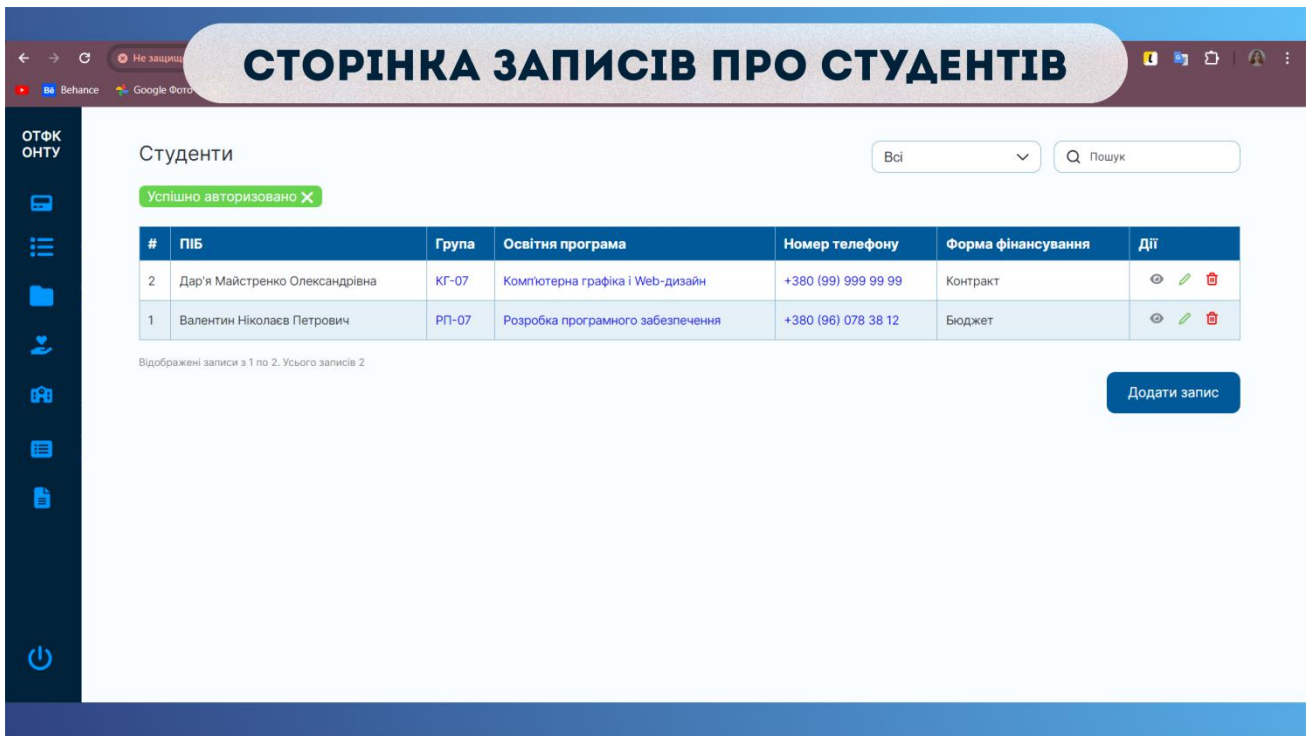 СТОРІНКА ЗАПИСІВ ПРО СТУДЕНТІВ
Не защищ
Behance Google Фото
ОТФК
ОНТУ
Студенти
Всі
Пошук
Успішно авторизовано
# ПІБ Група Освітня програма Номер телефону Форма фінансування Дії
2 Дар'я Майстренко Олександрівна КГ-07 Комп'ютерна графіка і Web-дизайн +380 (99) 999 99 99 Контракт
1 Валентин Ніколаєв Петрович РП-07 Розробка програмного забезпечення +380 (96) 078 38 12 Бюджет
Відображені записи з 1 по 2. Усього записів 2
Додати запис